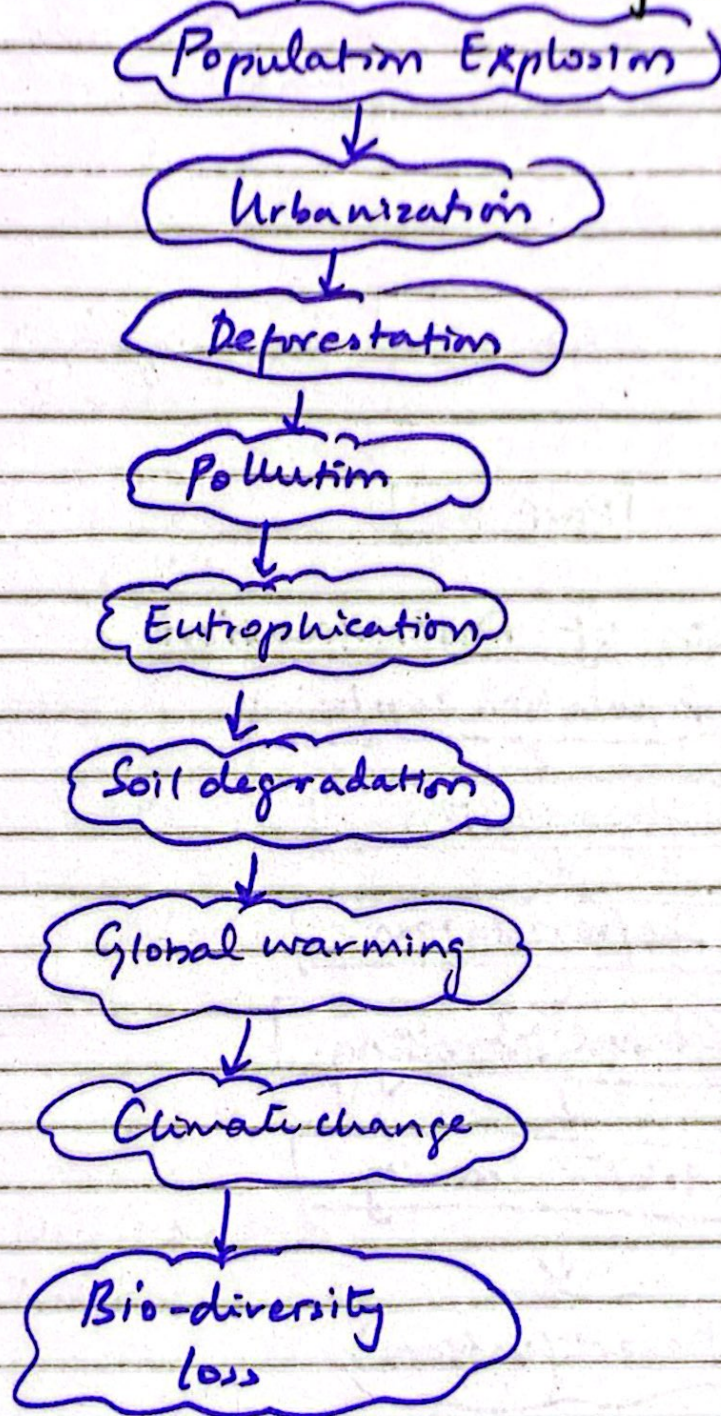 Population Explosion
Urbanization
Deforestation
Pollution
Eutrophication
Soil degradation
Global warming
Climate change
Bio-diversity
loss